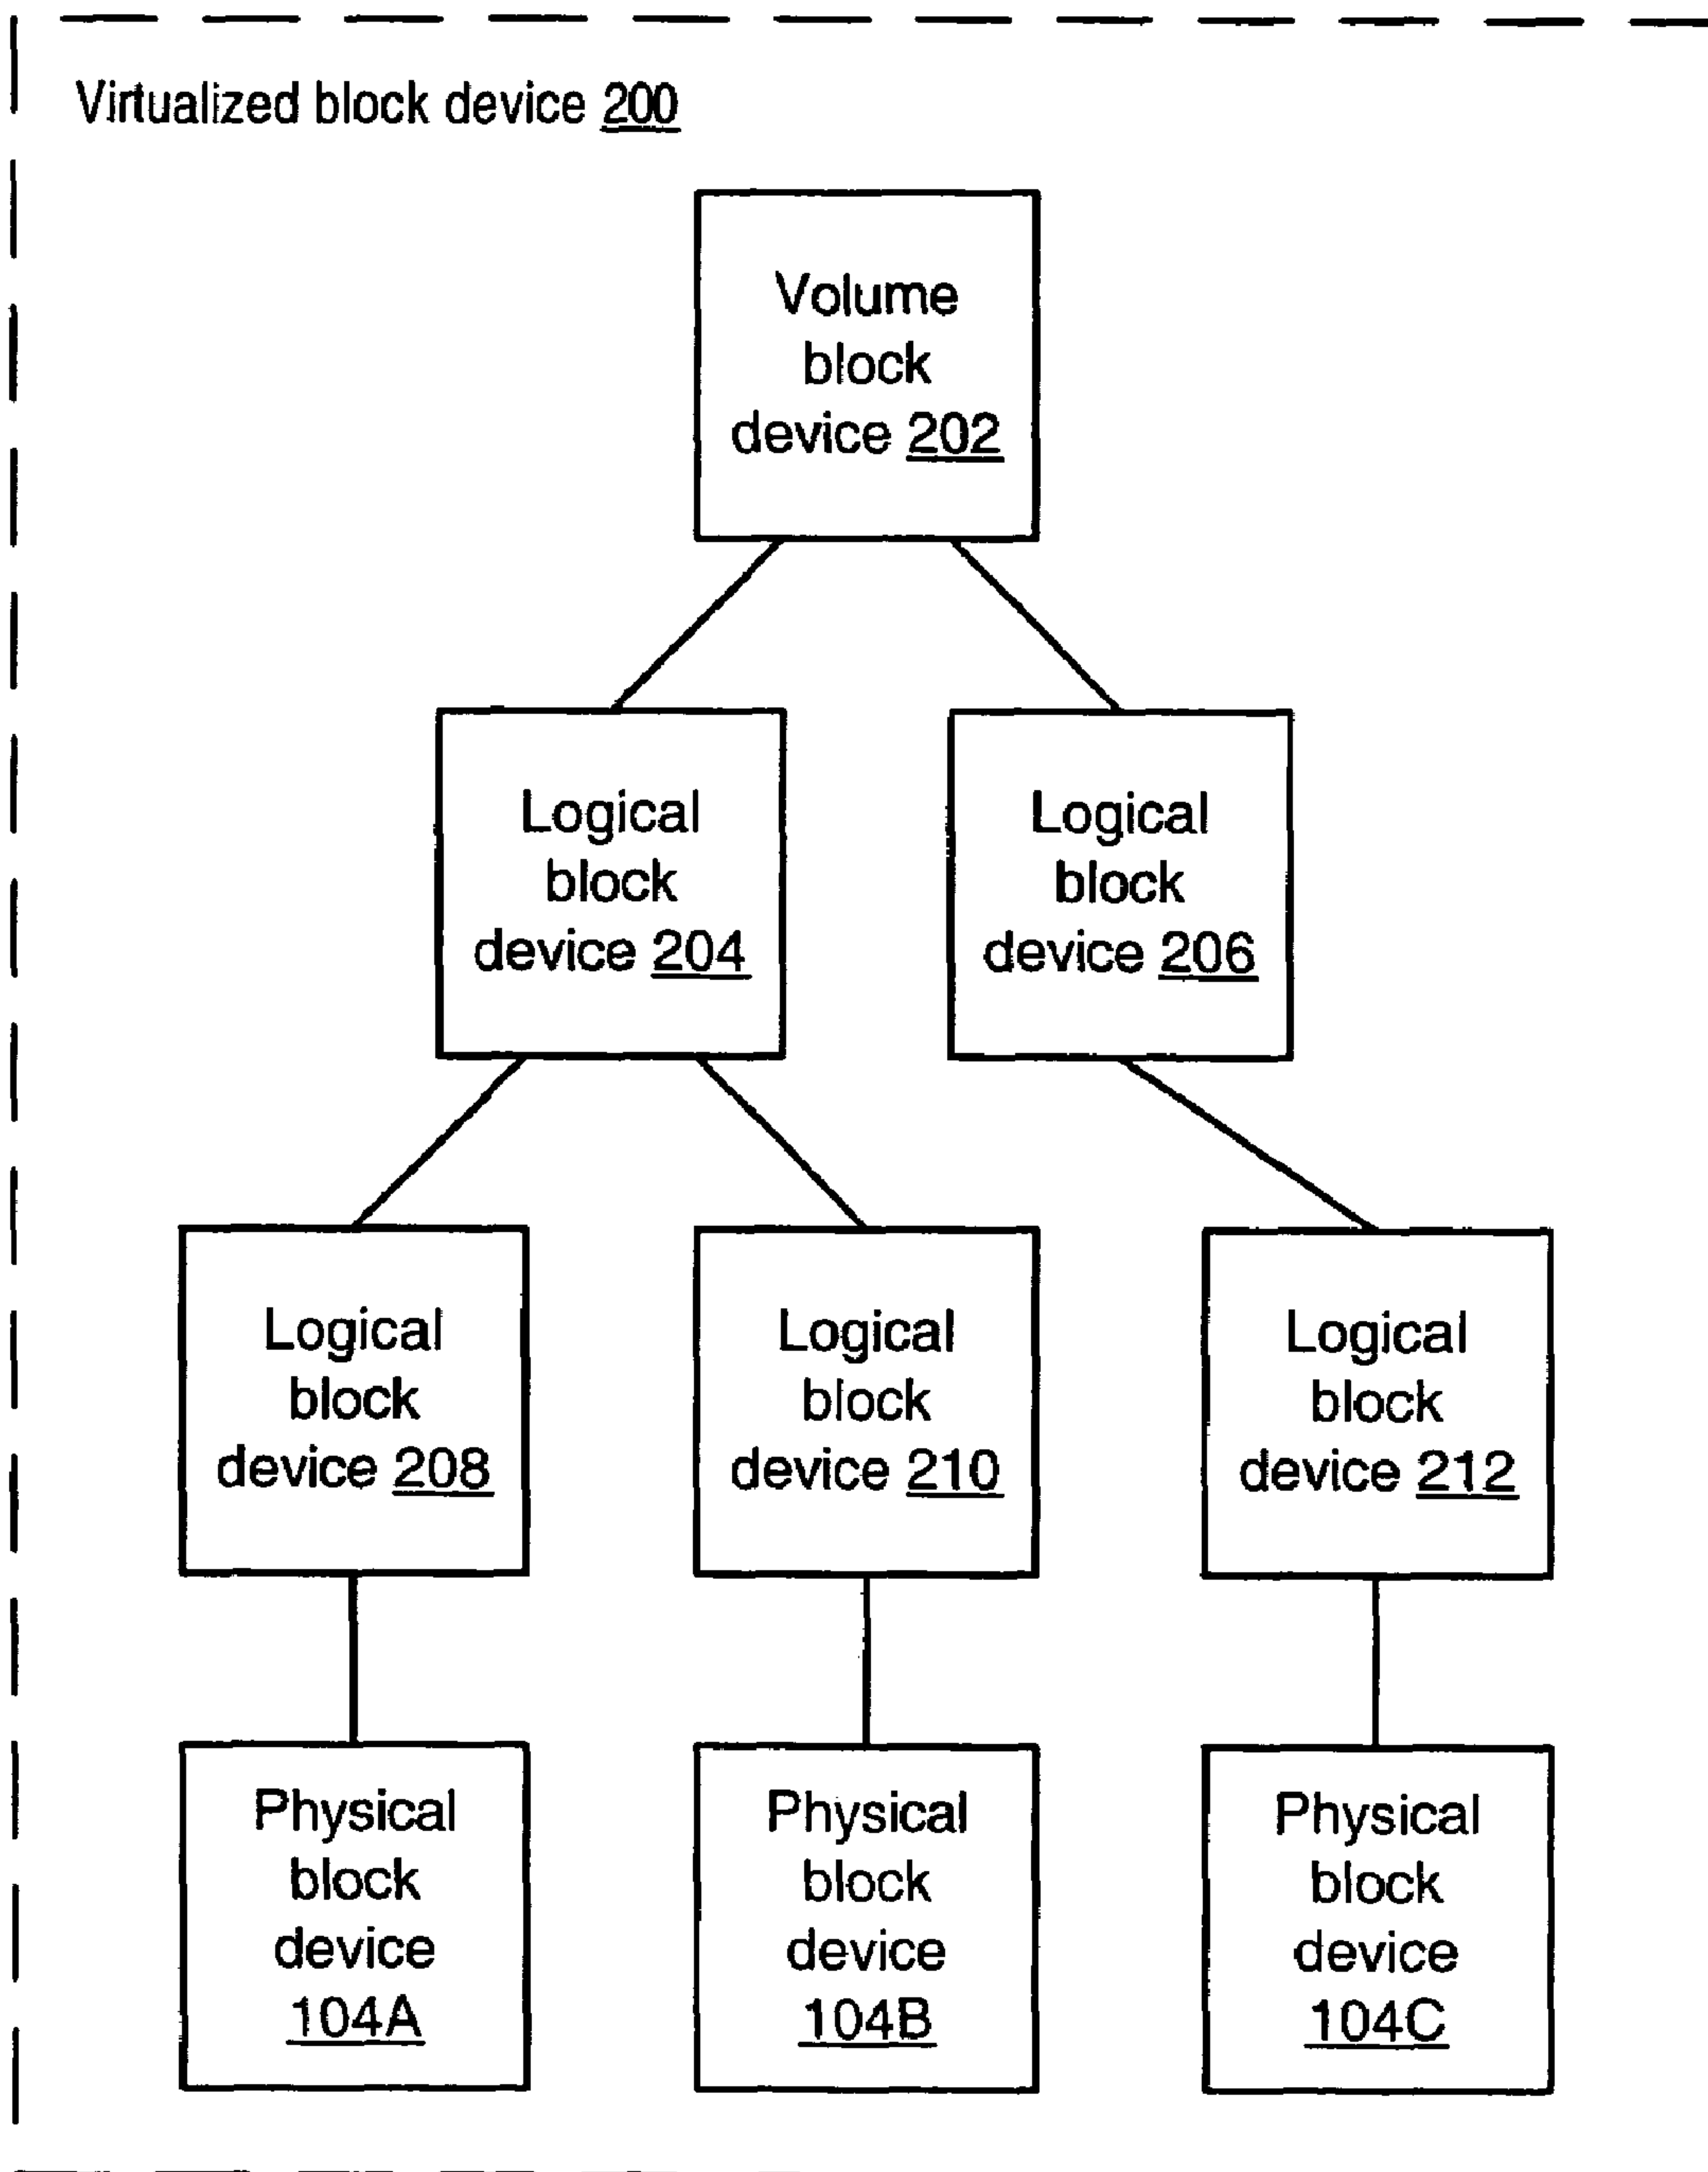 Virtualized block device 200
Volume
block
device 202
Logical
block
device 204
Logical
block
device 206
Logical
block
device 208
Logical
block
device 210
Logical
block
device 212
Physical
block
device
104A
Physical
block
device
104B
Physical
block
device
104C